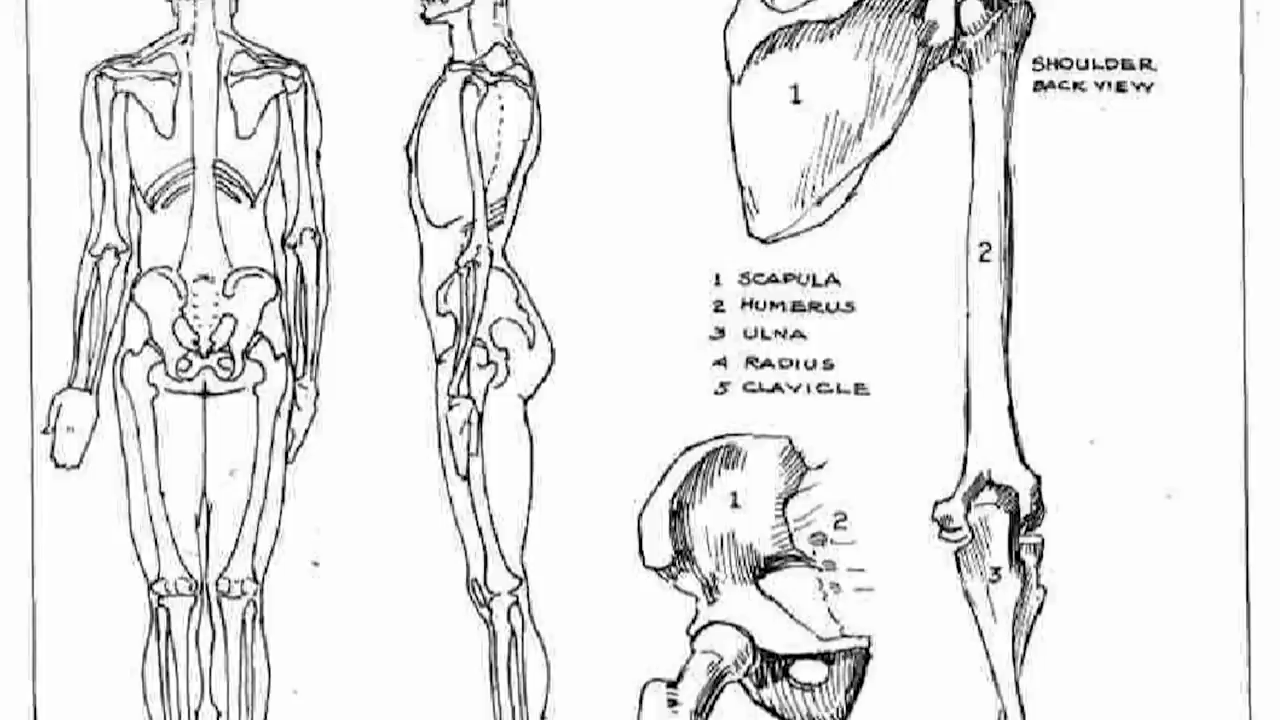 SHOULDER
BACK VIEW
1
2
1 SCAPULA
2 HUMERUS
3 ULNA
4 RADIUS
5 CLAVICLE
1
2
3